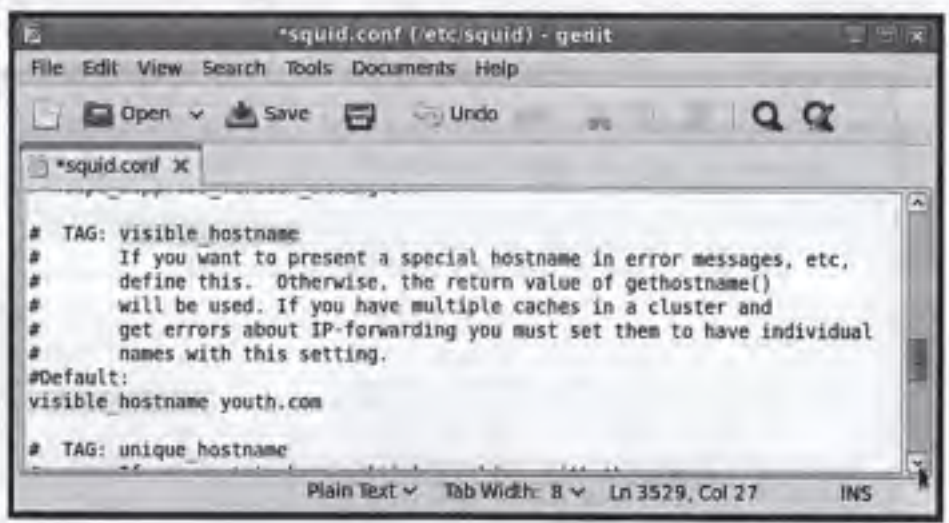 *squid.conf (/etc/squid) - gedit
File Edit View Search Tools Documents Help
Open Save Undo
*squid.conf
# TAG: visible_hostname
# If you want to present a special hostname in error messages, etc,
# define this. Otherwise, the return value of gethostname()
# will be used. If you have multiple caches in a cluster and
# get errors about IP-forwarding you must set them to have individual
# names with this setting.
#Default:
visible_hostname youth.com
# TAG: unique_hostname
Plain Text Tab Width: 8 Ln 3529, Col 27 INS